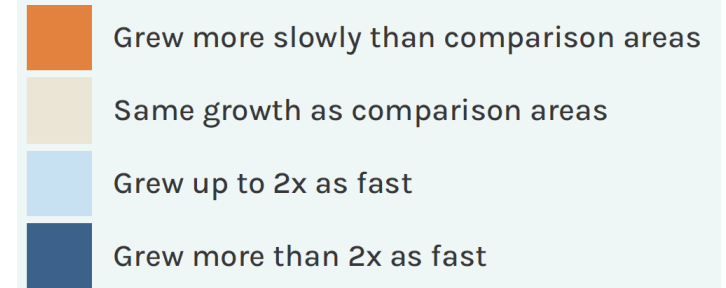 Grew more slowly than comparison areas
Same growth as comparison areas
Grew up to 2x as fast
Grew more than 2x as fast